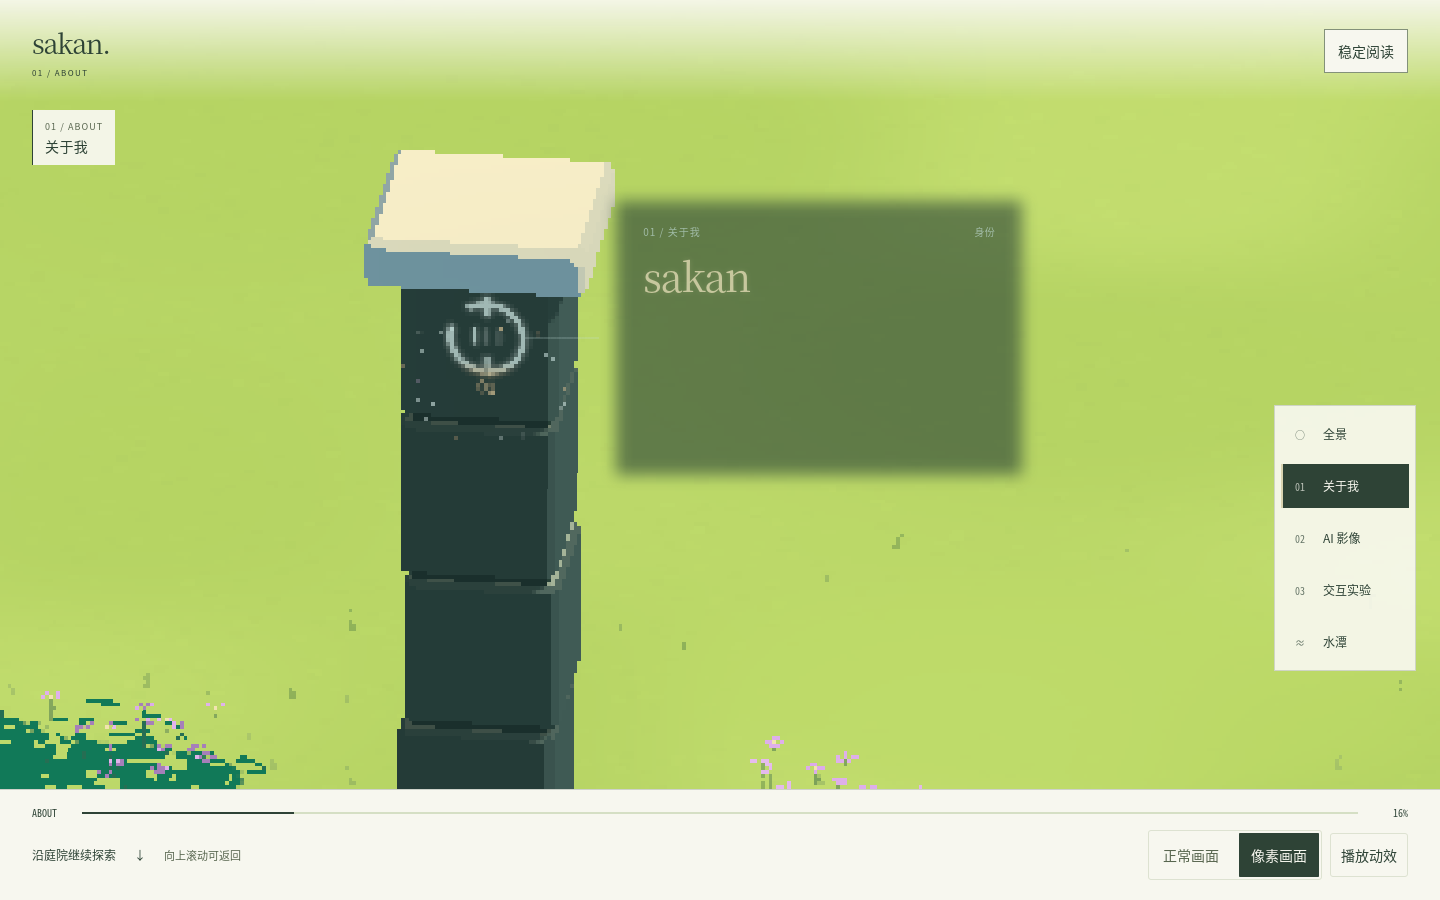 sakan.
01 / ABOUT
稳定阅读
01 / ABOUT
关于我
01 / 关于我
身份
sakan
全景
01 关于我
02 AI 影像
03 交互实验
≈ 水潭
ABOUT
16%
沿庭院继续探索 ↓ 向上滚动可返回
正常画面 像素画面 播放动效